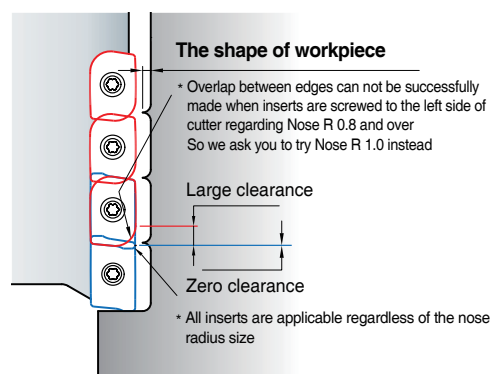 The shape of workpiece
* Overlap between edges can not be successfully
made when inserts are screwed to the left side of
cutter regarding Nose R 0.8 and over
So we ask you to try Nose R 1.0 instead
Large clearance
Zero clearance
* All inserts are applicable regardless of the nose
radius size